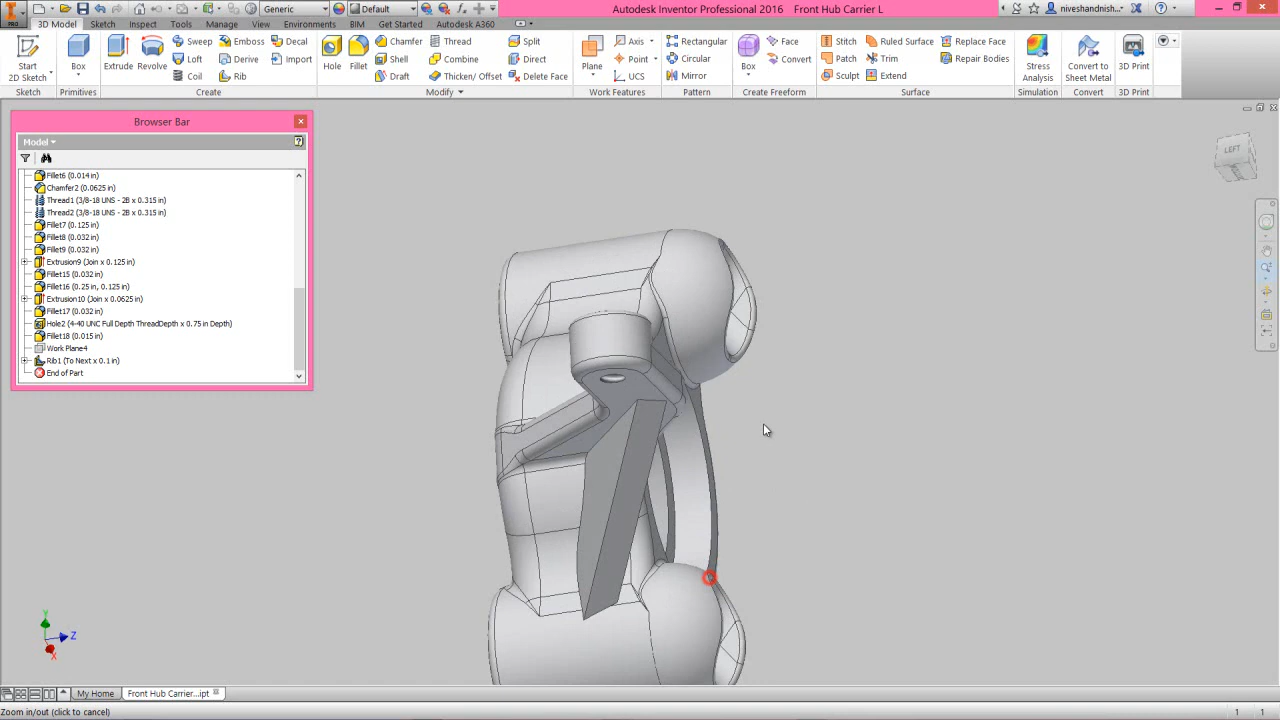 PRO
Generic
Default
Autodesk Inventor Professional 2016
Front Hub Carrier L
niveshandnish...
3D Model
Sketch
Inspect
Tools
Manage
View
Environments
BIM
Get Started
Autodesk A360
Start
2D Sketch
Box
Extrude
Revolve
Sweep
Loft
Coil
Emboss
Derive
Rib
Decal
Import
Hole
Fillet
Chamfer
Shell
Draft
Thread
Combine
Thicken/ Offset
Split
Direct
Delete Face
Plane
Axis
Point
UCS
Rectangular
Circular
Mirror
Box
Face
Convert
Stitch
Patch
Sculpt
Ruled Surface
Trim
Extend
Replace Face
Repair Bodies
Stress
Analysis
Convert to
Sheet Metal
3D Print
Sketch
Primitives
Create
Modify
Work Features
Pattern
Create Freeform
Surface
Simulation
Convert
3D Print
Browser Bar
Model
Fillet6 (0.014 in)
Chamfer2 (0.0625 in)
Thread1 (3/8-18 UNS - 2B x 0.315 in)
Thread2 (3/8-18 UNS - 2B x 0.315 in)
Fillet7 (0.125 in)
Fillet8 (0.032 in)
Fillet9 (0.032 in)
Extrusion9 (Join x 0.125 in)
Fillet15 (0.032 in)
Fillet16 (0.25 in, 0.125 in)
Extrusion10 (Join x 0.0625 in)
Fillet17 (0.032 in)
Hole2 (4-40 UNC Full Depth ThreadDepth x 0.75 in Depth)
Fillet18 (0.015 in)
Work Plane4
Rib1 (To Next x 0.1 in)
End of Part
LEFT
Y
Z
X
My Home
Front Hub Carrier...ipt
Zoom in/out (click to cancel)
1
1